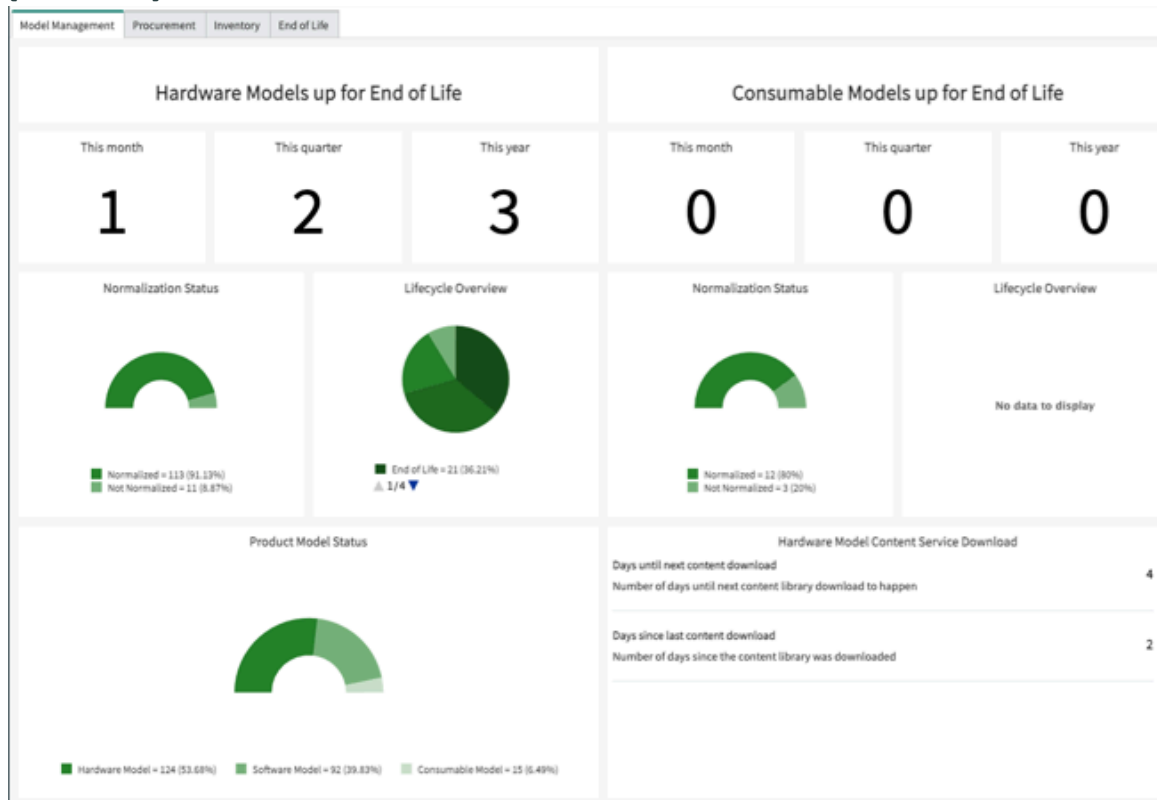 Model Management Procurement Inventory End of Life
Hardware Models up for End of Life
This month This quarter This year
1 2 3
Consumable Models up for End of Life
This month This quarter This year
0 0 0
Normalization Status
Normalized = 113 (91.13%)
Not Normalized = 11 (8.87%)
Lifecycle Overview
End of Life = 21 (36.21%)
1/4
Normalization Status
Normalized = 12 (80%)
Not Normalized = 3 (20%)
Lifecycle Overview
No data to display
Product Model Status
Hardware Model = 124 (53.68%) Software Model = 92 (39.83%) Consumable Model = 15 (6.49%)
Hardware Model Content Service Download
Days until next content download
4
Number of days until next content library download to happen
Days since last content download
2
Number of days since the content library was downloaded